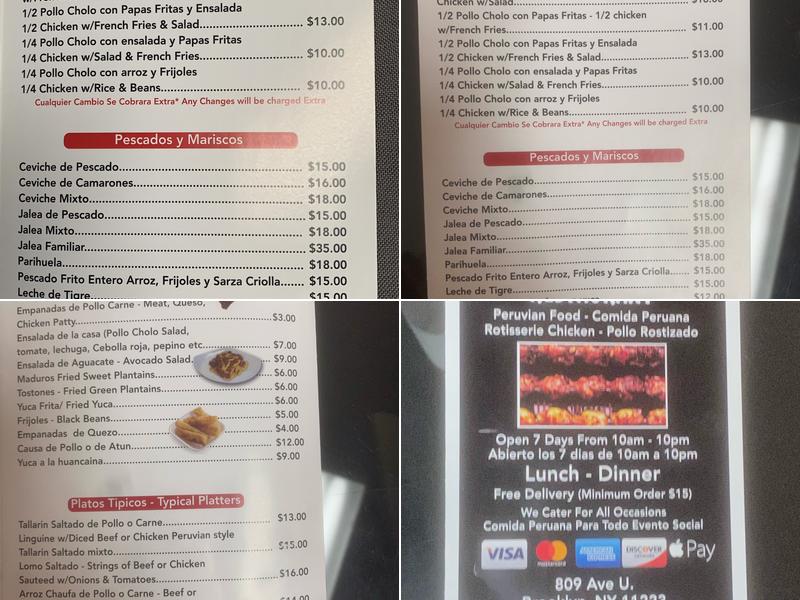 1/2 Pollo Cholo con Papas Fritas y Ensalada
1/2 Chicken w/French Fries & Salad........ $13.00
1/4 Pollo Cholo con ensalada y Papas Fritas
1/4 Chicken w/Salad & French Fries........ $10.00
1/4 Pollo Cholo con arroz y Frijoles
1/4 Chicken w/Rice & Beans........ $10.00
Cualquier Cambio Se Cobrara Extra* Any Changes will be charged Extra
Pescados y Mariscos
Ceviche de Pescado........ $15.00
Ceviche de Camarones........ $16.00
Ceviche Mixto........ $18.00
Jalea de Pescado........ $15.00
Jalea Mixto........ $18.00
Jalea Familiar........ $35.00
Parihuela........ $18.00
Pescado Frito Entero Arroz, Frijoles y Sarza Criolla....... $15.00
Leche de Tigre........ $15.00
Chicken w/Salad........
1/2 Pollo Cholo con Papas Fritas - 1/2 chicken
w/French Fries........ $11.00
1/2 Pollo Cholo con Papas Fritas y Ensalada
1/2 Chicken w/French Fries & Salad........ $13.00
1/4 Pollo Cholo con ensalada y Papas Fritas
1/4 Chicken w/Salad & French Fries........ $10.00
1/4 Pollo Cholo con arroz y Frijoles
1/4 Chicken w/Rice & Beans........ $10.00
Cualquier Cambio Se Cobrara Extra* Any Changes will be charged Extra
Pescados y Mariscos
Ceviche de Pescado........ $15.00
Ceviche de Camarones........ $16.00
Ceviche Mixto........ $18.00
Jalea de Pescado........ $15.00
Jalea Mixto........ $18.00
Jalea Familiar........ $35.00
Parihuela........ $18.00
Pescado Frito Entero Arroz, Frijoles y Sarza Criolla....... $15.00
Leche de Tigre........ $15.00
$12.00
Empanadas de Pollo Carne - Meat, Queso,
Chicken Patty........ $3.00
Ensalada de la casa (Pollo Cholo Salad,
tomate, lechuga, Cebolla roja, pepino etc........ $7.00
Ensalada de Aguacate - Avocado Salad........ $9.00
Maduros Fried Sweet Plantains........ $6.00
Tostones - Fried Green Plantains........ $6.00
Yuca Frita/ Fried Yuca........ $6.00
Frijoles - Black Beans........ $5.00
Empanadas de Quezo........ $4.00
Causa de Pollo o de Atun........ $12.00
Yuca a la huancaina........ $9.00
Platos Tipicos - Typical Platters
Tallarin Saltado de Pollo o Carne........ $13.00
Linguine w/Diced Beef or Chicken Peruvian style
Tallarin Saltado mixto........ $15.00
Lomo Saltado - Strings of Beef or Chicken
Sauteed w/Onions & Tomatoes........ $16.00
Arroz Chaufa de Pollo o Carne - Beef or
$14.00
Peruvian Food - Comida Peruana
Rotisserie Chicken - Pollo Rostizado
Open 7 Days From 10am - 10pm
Abierto los 7 dias de 10am a 10pm
Lunch - Dinner
Free Delivery (Minimum Order $15)
We Cater For All Occasions
Comida Peruana Para Todo Evento Social
VISA mastercard AMERICAN EXPRESS DISCOVER Pay
809 Ave U.
Brooklyn, NY 11223